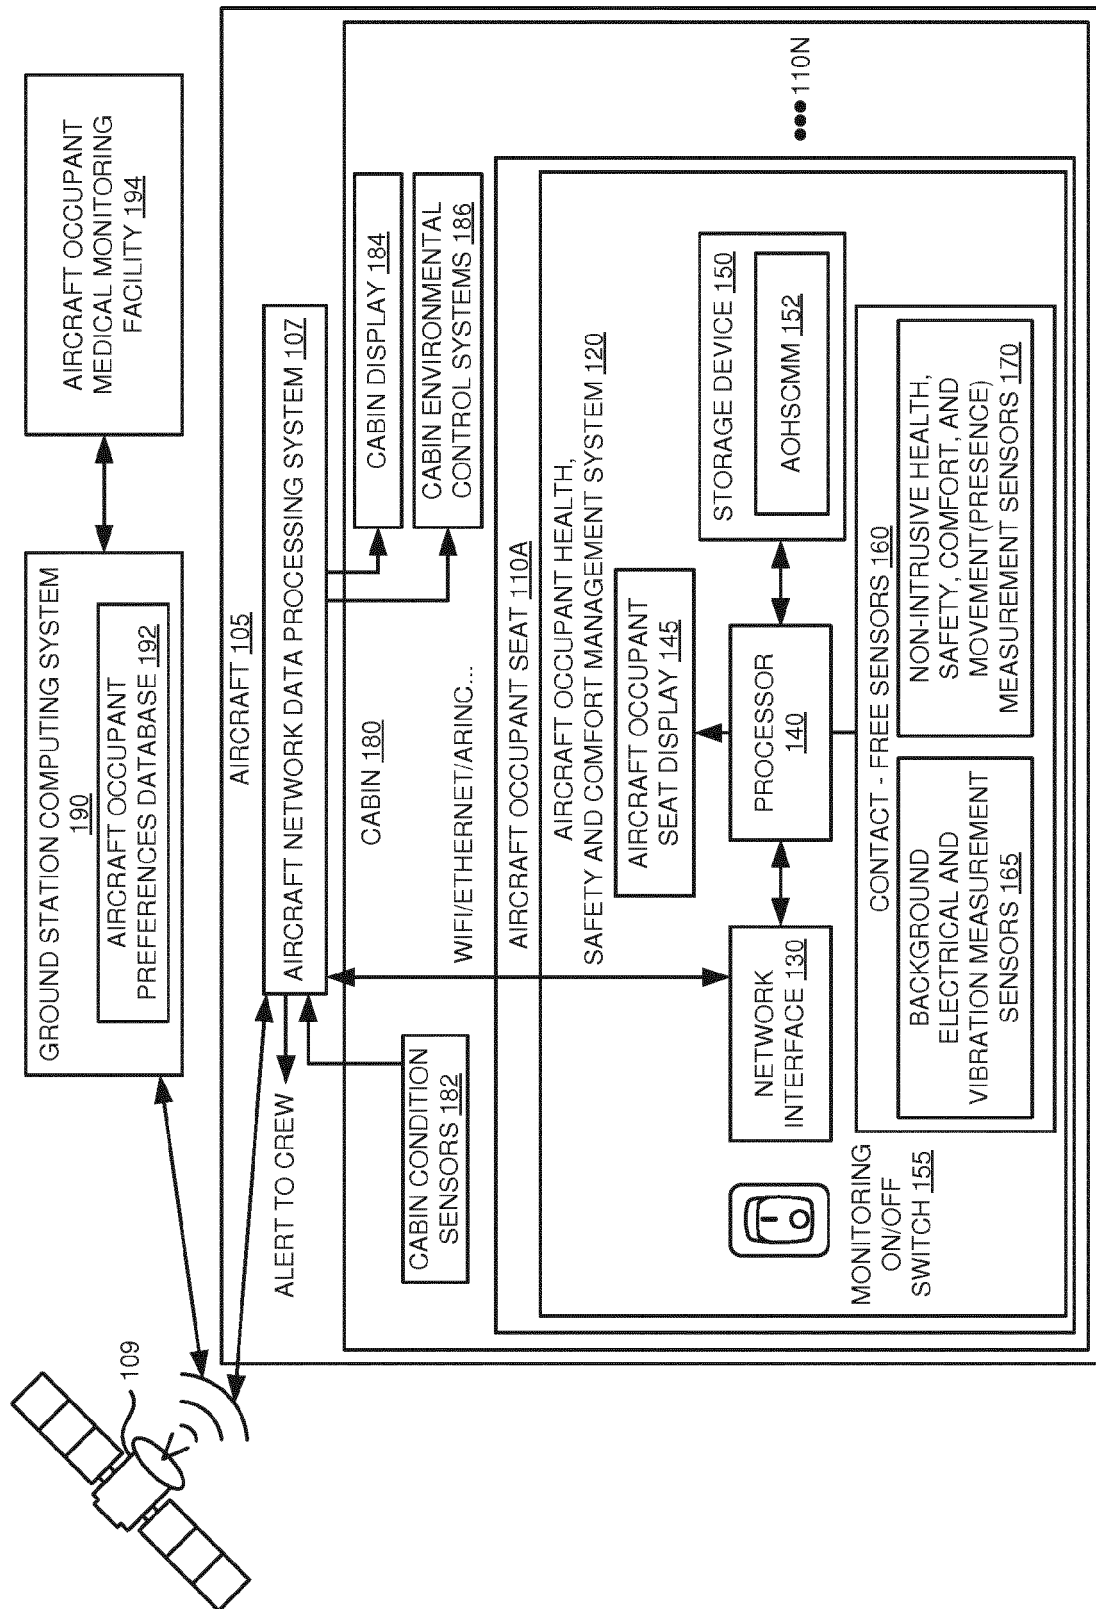 109
GROUND STATION COMPUTING SYSTEM
190
AIRCRAFT OCCUPANT
PREFERENCES DATABASE 192
AIRCRAFT OCCUPANT
MEDICAL MONITORING
FACILITY 194
AIRCRAFT 105
AIRCRAFT NETWORK DATA PROCESSING SYSTEM 107
ALERT TO CREW
CABIN 180
CABIN DISPLAY 184
CABIN ENVIRONMENTAL
CONTROL SYSTEMS 186
CABIN CONDITION
SENSORS 182
WIFI/ETHERNET/ARINC...
AIRCRAFT OCCUPANT SEAT 110A
AIRCRAFT OCCUPANT HEALTH,
SAFETY AND COMFORT MANAGEMENT SYSTEM 120
AIRCRAFT OCCUPANT
SEAT DISPLAY 145
STORAGE DEVICE 150
AOHSCMM 152
NETWORK
INTERFACE 130
PROCESSOR
140
MONITORING
ON/OFF
SWITCH 155
CONTACT - FREE SENSORS 160
BACKGROUND
ELECTRICAL AND
VIBRATION MEASUREMENT
SENSORS 165
NON-INTRUSIVE HEALTH,
SAFETY, COMFORT, AND
MOVEMENT(PRESENCE)
MEASUREMENT SENSORS 170
●●●110N